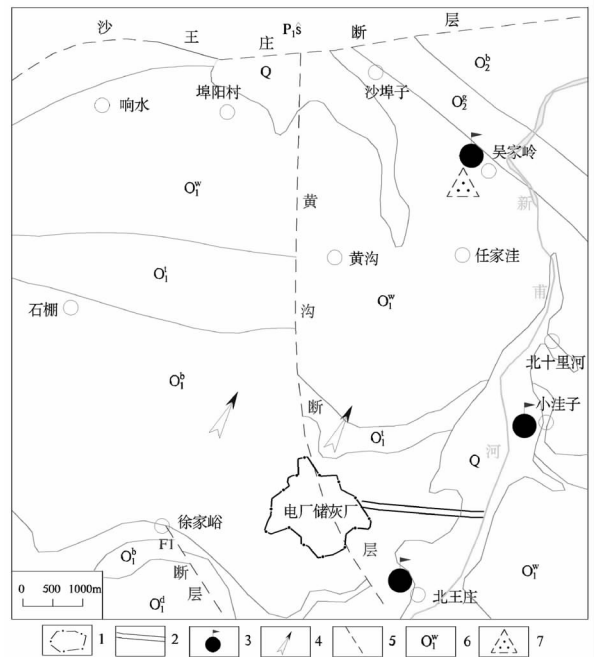 P₁ŝ
沙王庄断层
Q
O₂ᵇ
沙埠子
埠阳村
响水
O₂ᵍ
吴家岭
O₁ʷ
新甫河
黄沟断层
黄沟
任家洼
O₁ᵗ
O₁ʷ
石棚
北十里河
O₁ᵇ
小洼子
O₁ᵗ
Q
电厂储灰厂
徐家峪
F1
断层
O₁ᵇ
O₁ʷ
北王庄
O₁ᵈ
0 500 1000m
1 2 3 4 5 O₁ʷ 6 7